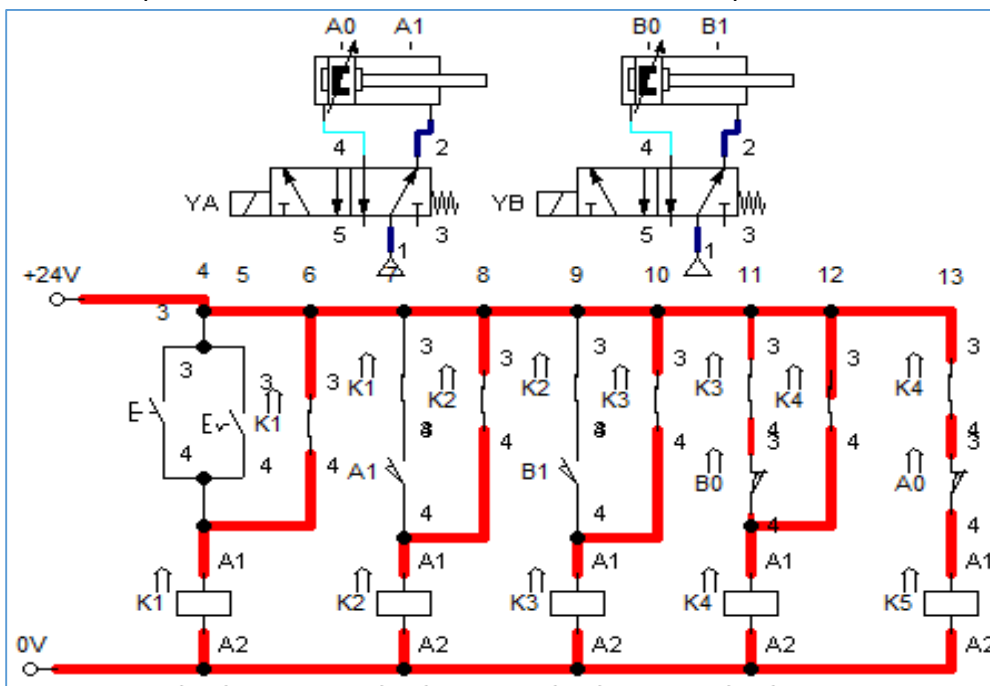 A0 A1 B0 B1
4 2 4 2
YA YB
5 1 3 5 1 3
+24V 4 5 6 7 8 9 10 11 12 13
3
3 3 3 3 3 3 3 3 3 3
K1 K1 K2 K2 K3 K3 K4 K4
4 4 4 4 4 4
A1 B1 B0 A0
4 4 4 4
A1 A1 A1 A1 A1
K1 K2 K3 K4 K5
0V A2 A2 A2 A2 A2